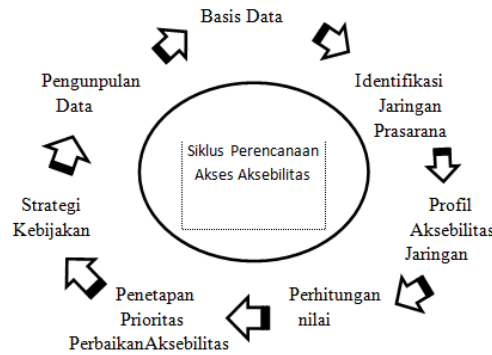 Basis Data
Identifikasi
Jaringan
Prasarana
Profil
Aksebilitas
Jaringan
Perhitungan
nilai
Penetapan
Prioritas
PerbaikanAksebilitas
Strategi
Kebijakan
Pengunpulan
Data
Siklus Perencanaan
Akses Aksebilitas